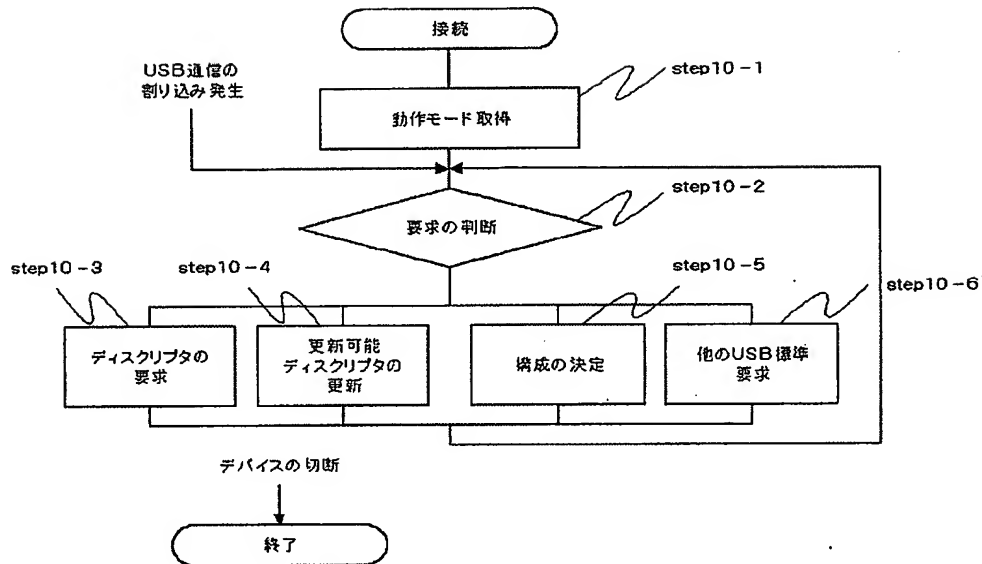 接続
USB通信の
割り込み発生
step10-1
動作モード取得
step10-2
要求の判断
step10-3
step10-4
step10-5
step10-6
ディスクリプタの
要求
更新可能
ディスクリプタの
更新
構成の決定
他のUSB標準
要求
デバイスの切断
終了